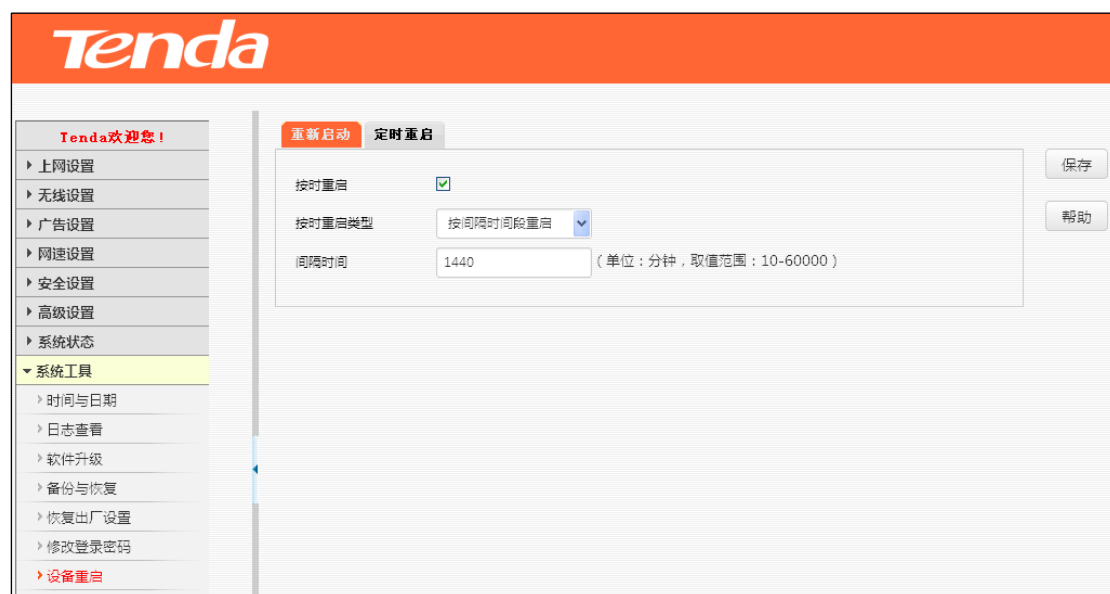 Tenda
Tenda欢迎您!
上网设置
无线设置
广告设置
网速设置
安全设置
高级设置
系统状态
系统工具
时间与日期
日志查看
软件升级
备份与恢复
恢复出厂设置
修改登录密码
设备重启
重新启动 定时重启
按时重启
按时重启类型 按间隔时间段重启
间隔时间 1440 (单位:分钟,取值范围:10-60000)
保存
帮助